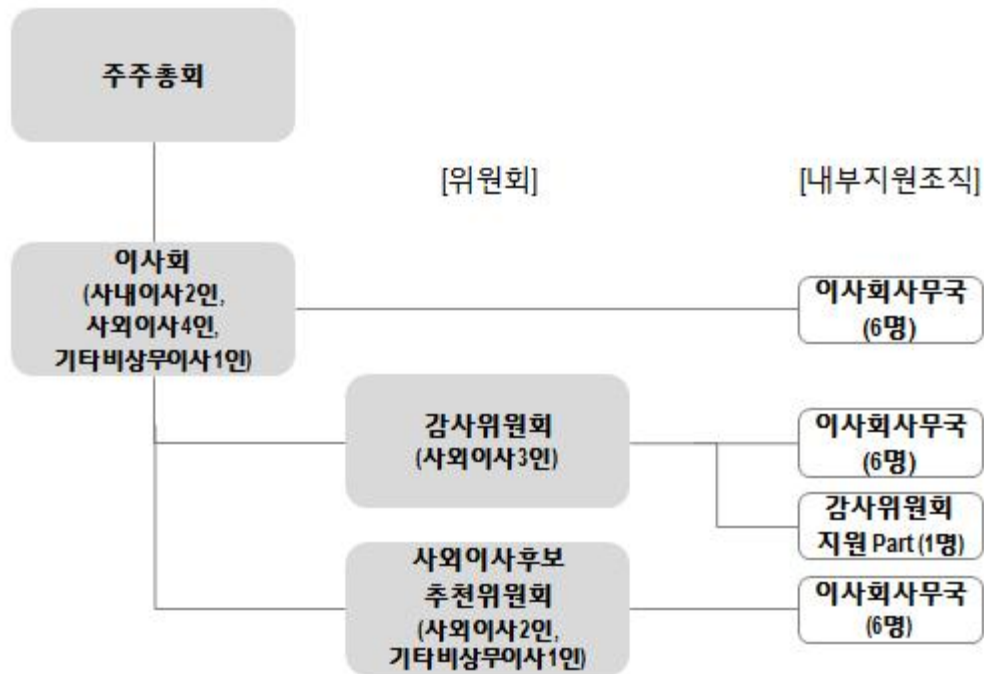 주주총회
[위원회]
[내부지원조직]
이사회
(사내이사2인,
사외이사4인,
기타비상무이사1인)
이사회사무국
(6명)
감사위원회
(사외이사3인)
이사회사무국
(6명)
감사위원회
지원 Part (1명)
사외이사후보
추천위원회
(사외이사2인,
기타비상무이사1인)
이사회사무국
(6명)